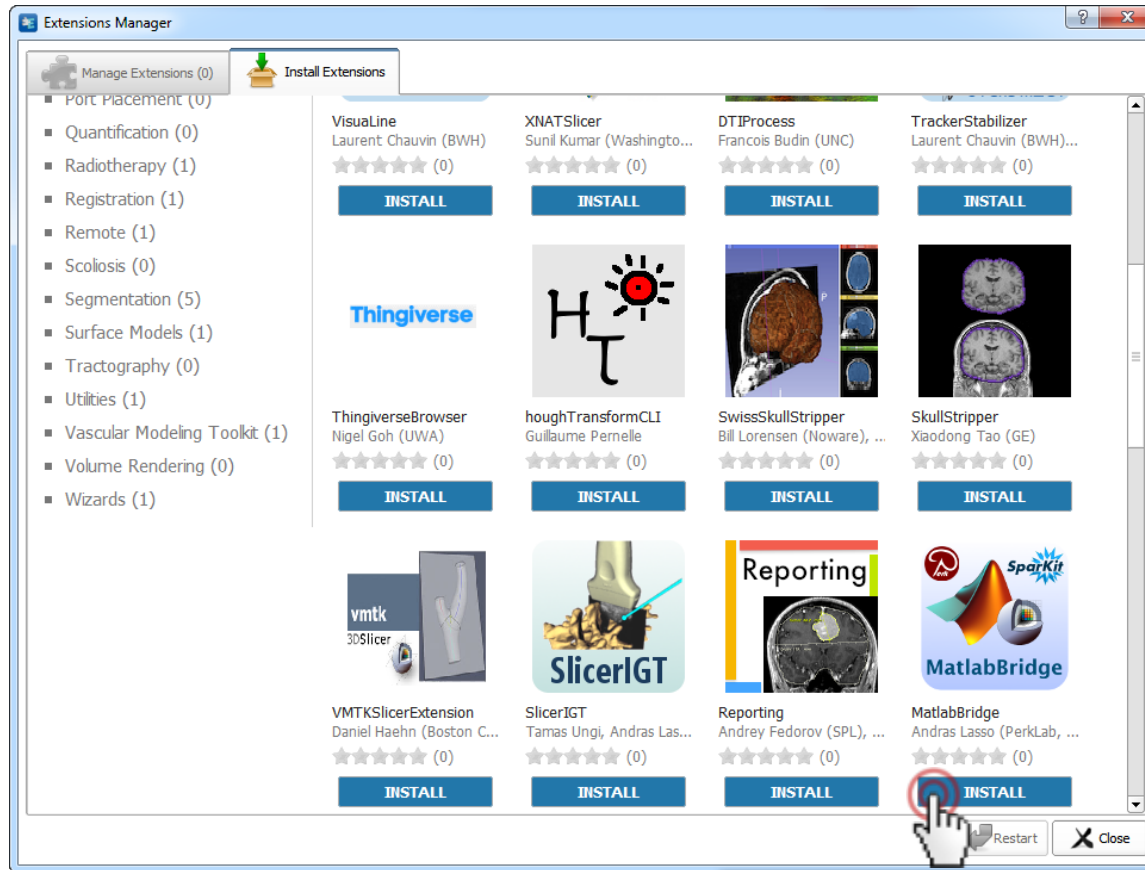 Extensions Manager
Manage Extensions (0)
Install Extensions
Port Placement (0)
Quantification (0)
Radiotherapy (1)
Registration (1)
Remote (1)
Scoliosis (0)
Segmentation (5)
Surface Models (1)
Tractography (0)
Utilities (1)
Vascular Modeling Toolkit (1)
Volume Rendering (0)
Wizards (1)
VisuaLine
Laurent Chauvin (BWH)
(0)
INSTALL
XNATSlicer
Sunil Kumar (Washingto...
(0)
INSTALL
DTIProcess
Francois Budin (UNC)
(0)
INSTALL
TrackerStabilizer
Laurent Chauvin (BWH)...
(0)
INSTALL
Thingiverse
ThingiverseBrowser
Nigel Goh (UWA)
(0)
INSTALL
H
T
houghTransformCLI
Guillaume Pernelle
(0)
INSTALL
P
SwissSkullStripper
Bill Lorensen (Noware), ...
(0)
INSTALL
SkullStripper
Xiaodong Tao (GE)
(0)
INSTALL
vmtk
3DSlicer
VMTKSlicerExtension
Daniel Haehn (Boston C...
(0)
INSTALL
SlicerIGT
SlicerIGT
Tamas Ungi, Andras Las...
(0)
INSTALL
Reporting
Reporting
Andrey Fedorov (SPL), ...
(0)
INSTALL
Perk
SparKit
MatlabBridge
MatlabBridge
Andras Lasso (PerkLab, ...
(0)
INSTALL
Restart
Close